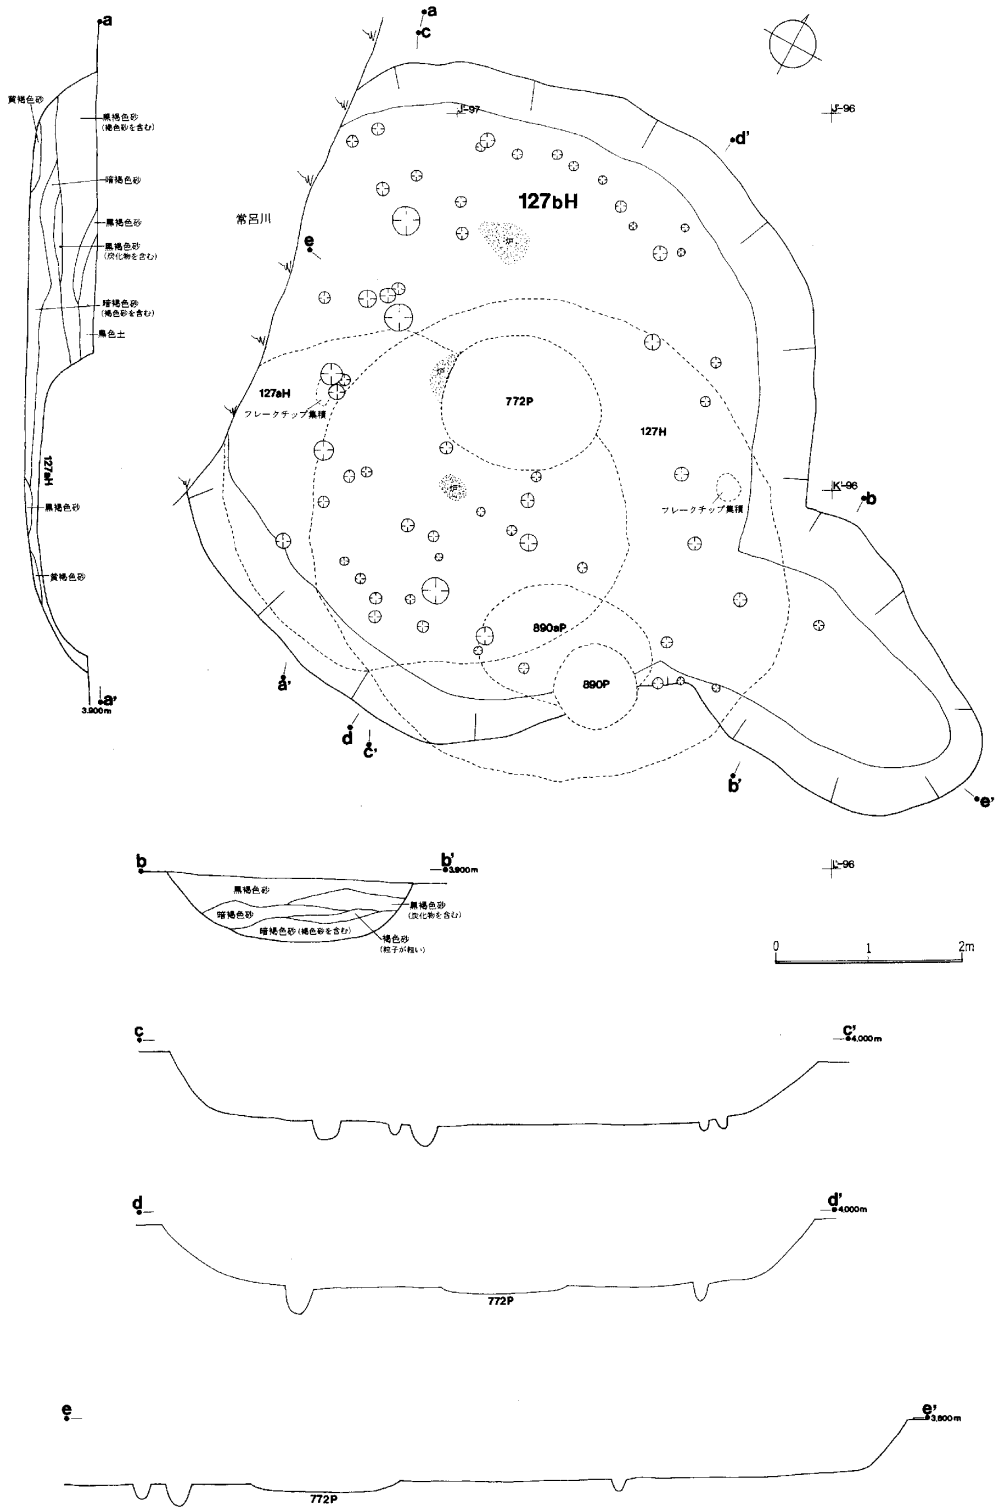 a
黄褐色砂
黒褐色砂
(褐色砂を含む)
暗褐色砂
黒褐色砂
黒褐色砂
(炭化物を含む)
暗褐色砂
(褐色砂を含む)
黒色土
127aH
黒褐色砂
黄褐色砂
a'
3.900m
a
c
J'-97
J'-96
d'
127bH
常呂川
e
炉
炉
772P
127aH
フレークチップ集積
127H
炉
K'-96
b
フレークチップ集積
890aP
890P
a'
d
c'
b'
e'
b
b'
3.900m
L'-96
黒褐色砂
暗褐色砂
黒褐色砂
(炭化物を含む)
暗褐色砂(褐色砂を含む)
褐色砂
(粒子が粗い)
0 1 2m
c
c'
4.000m
d
d'
4.000m
772P
e
e'
3.800m
772P